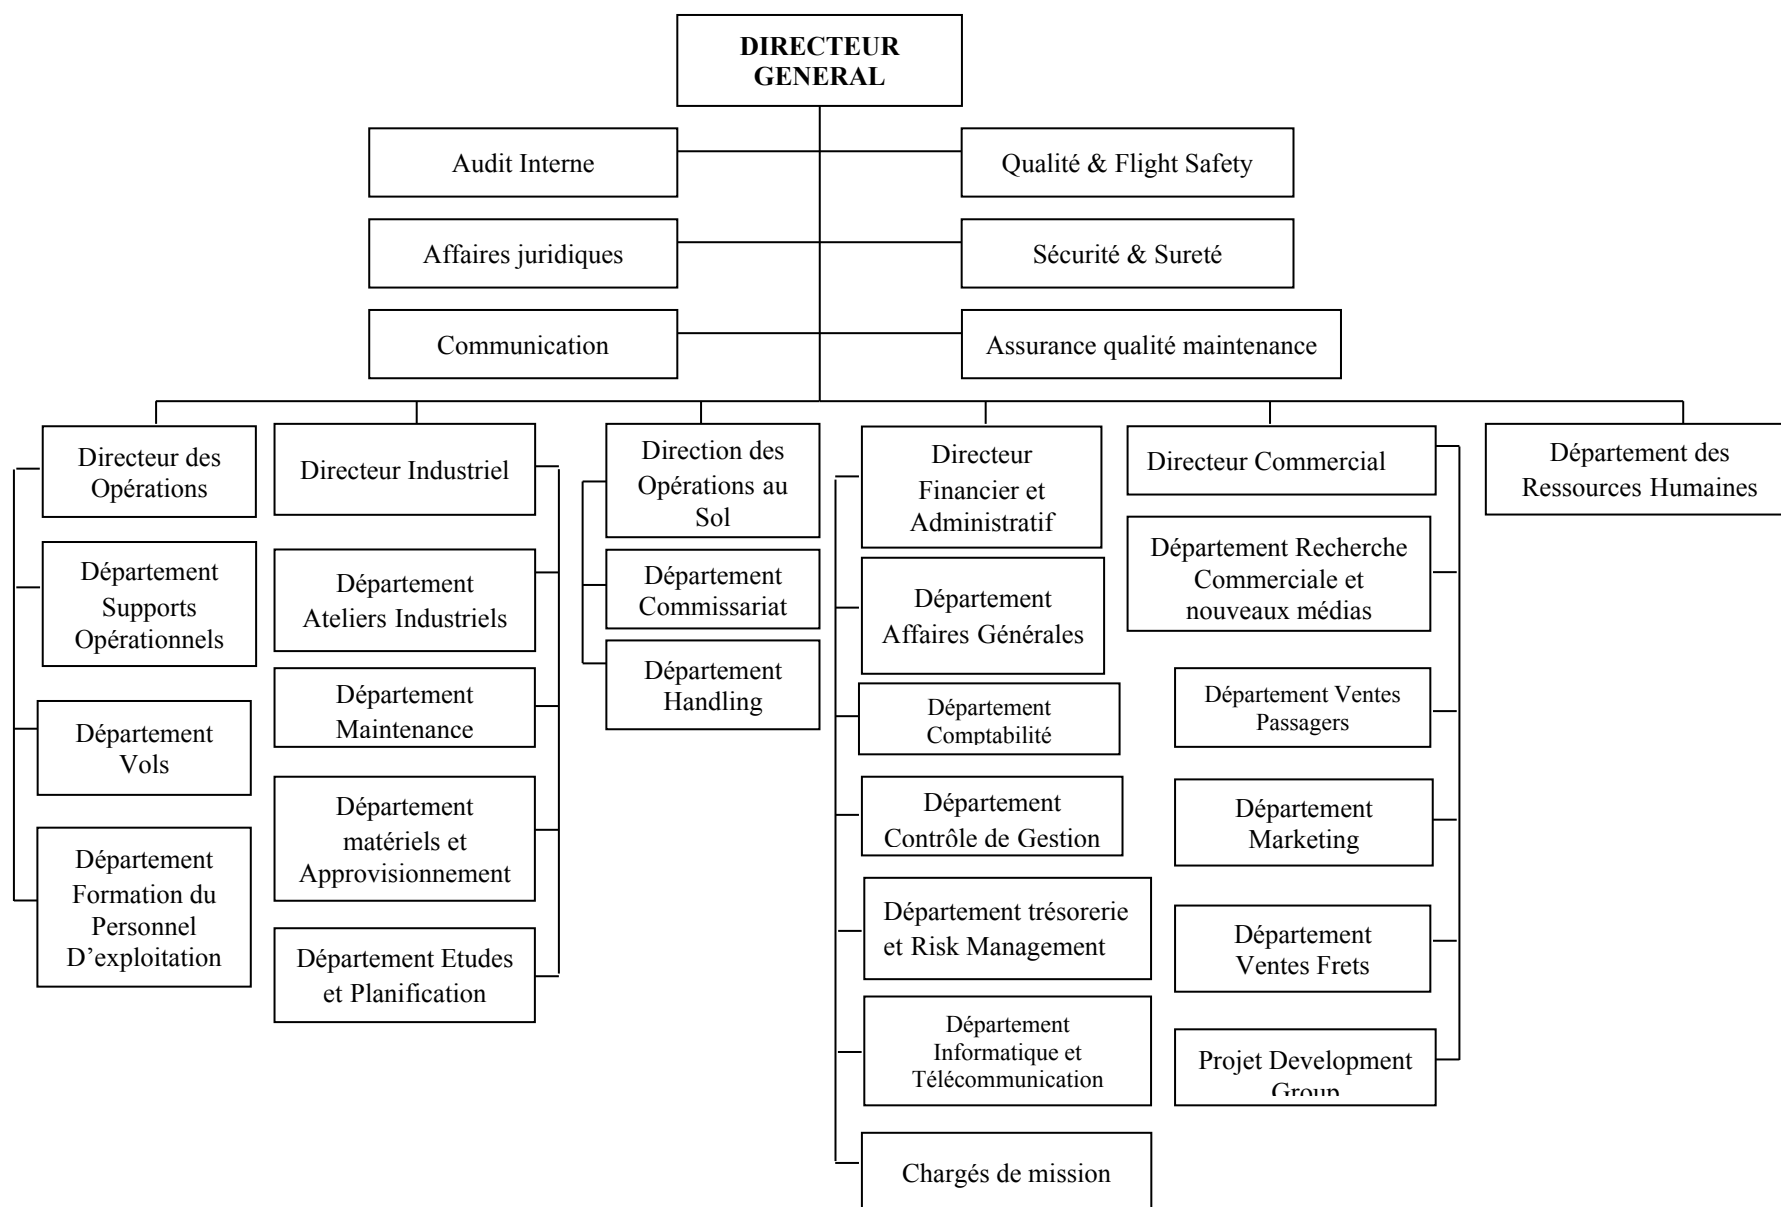 DIRECTEUR
GENERAL
Audit Interne
Qualité & Flight Safety
Affaires juridiques
Sécurité & Sureté
Communication
Assurance qualité maintenance
Directeur des
Opérations
Département
Supports
Opérationnels
Département
Vols
Département
Formation du
Personnel
D’exploitation
Directeur Industriel
Département
Ateliers Industriels
Département
Maintenance
Département
matériels et
Approvisionnement
Département Etudes
et Planification
Direction des
Opérations au
Sol
Département
Commissariat
Département
Handling
Directeur
Financier et
Administratif
Département
Affaires Générales
Département
Comptabilité
Département
Contrôle de Gestion
Département trésorerie
et Risk Management
Département
Informatique et
Télécommunication
Chargés de mission
Directeur Commercial
Département Recherche
Commerciale et
nouveaux médias
Département Ventes
Passagers
Département
Marketing
Département
Ventes Frets
Projet Development
Group
Département des
Ressources Humaines